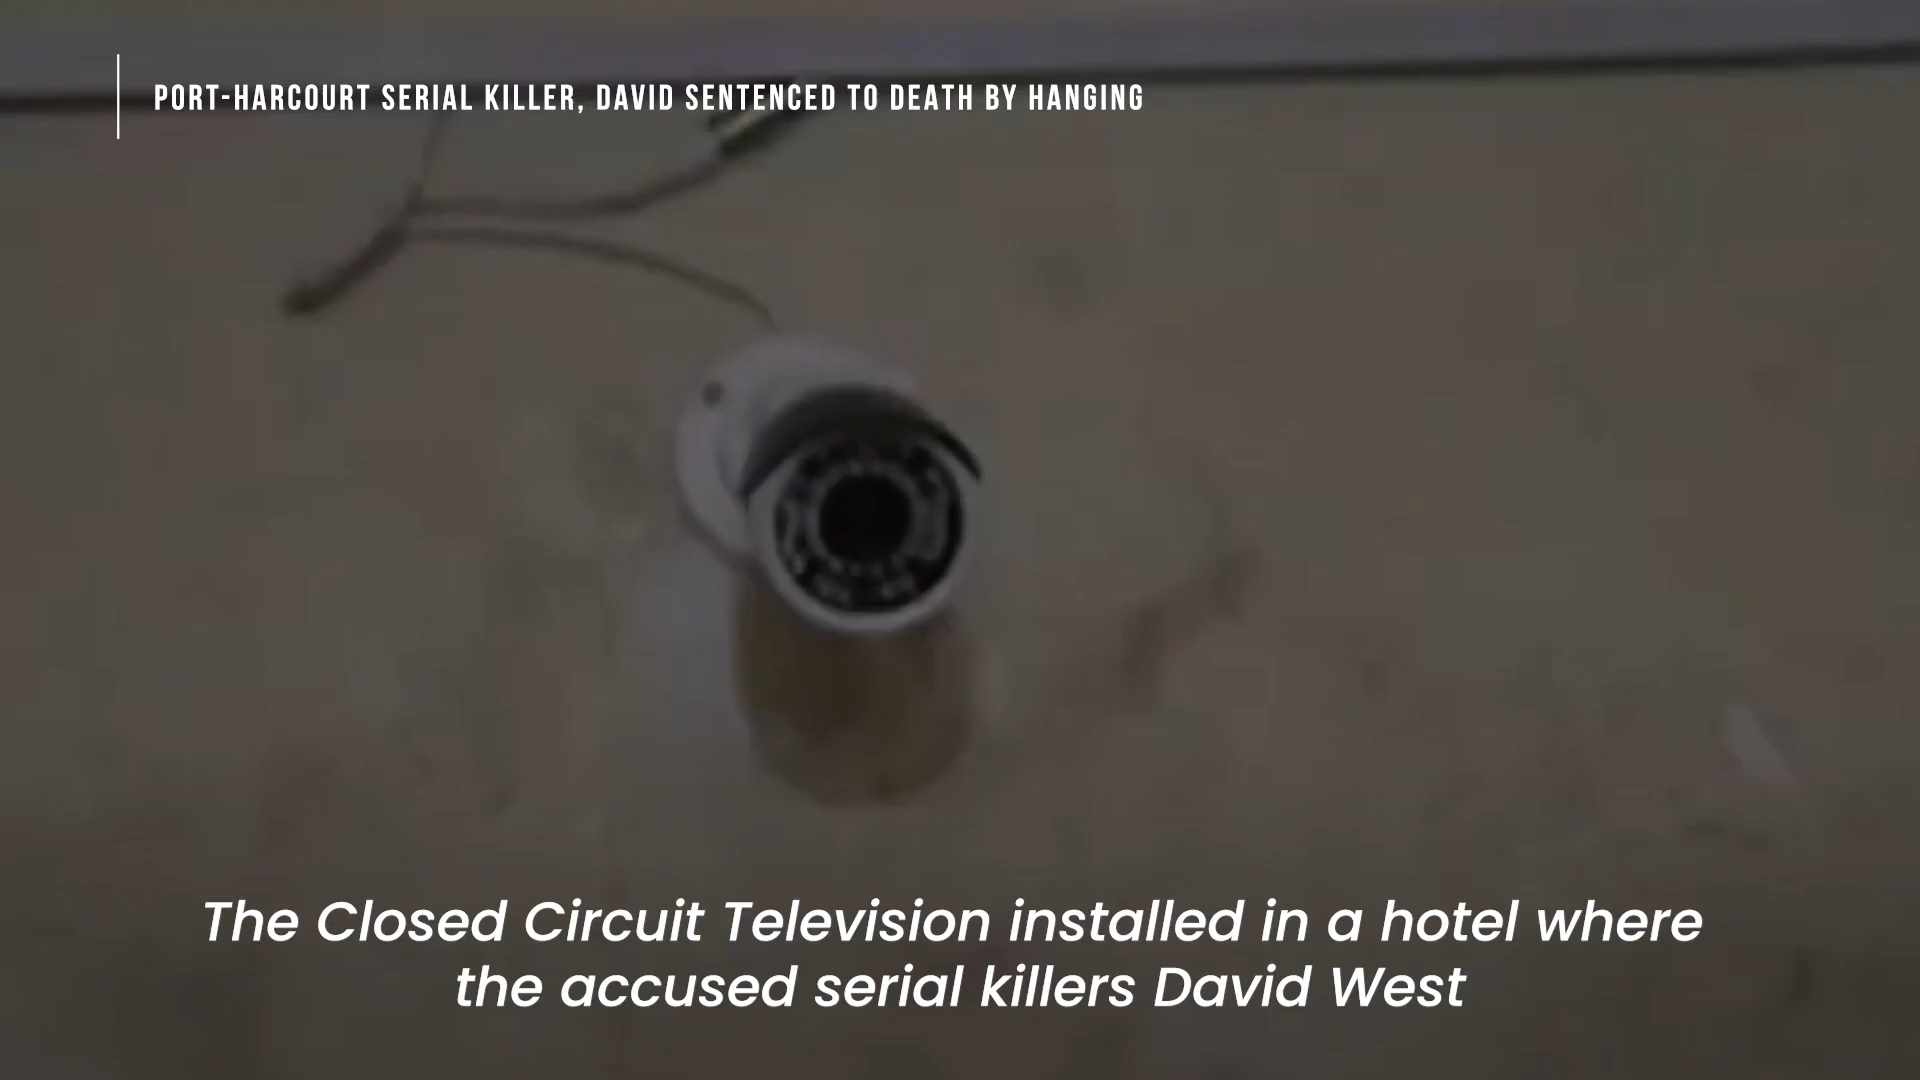 PORT-HARCOURT SERIAL KILLER, DAVID SENTENCED TO DEATH BY HANGING
The Closed Circuit Television installed in a hotel where
the accused serial killers David West